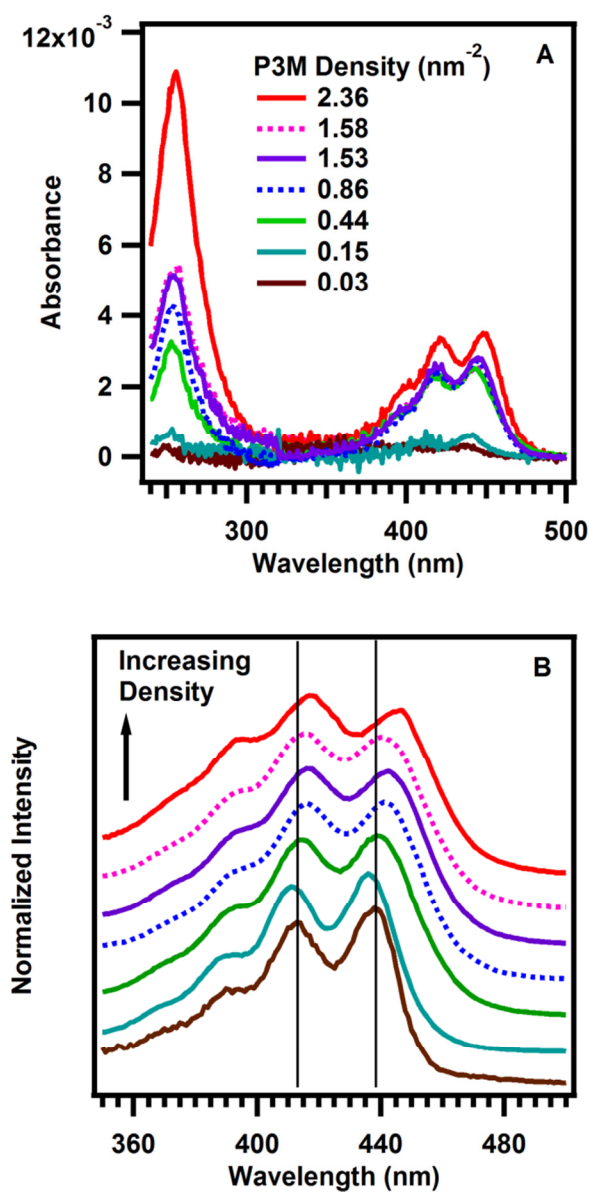 12x10⁻³
A
P3M Density (nm⁻²)
10
2.36
1.58
8
1.53
0.86
6
0.44
0.15
4
0.03
2
0
Absorbance
300
400
500
Wavelength (nm)
B
Increasing
Density
Normalized Intensity
360
400
440
480
Wavelength (nm)